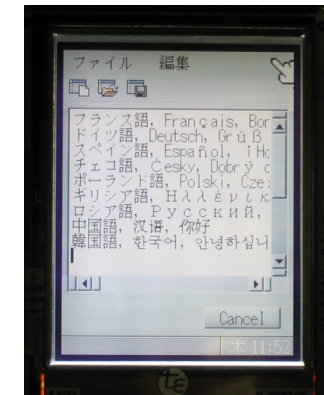 ファイル 編集
フランス語, Français, Bor
ドイツ語, Deutsch, Grüß
スペイン語, Español, ¡Ho
チェコ語, Česky, Dobrý d
ポーランド語, Polski, Cze
ギリシア語, Ελλενικ
ロシア語, Русский,
中国語, 汉语, 你好
韓国語, 한국어, 안녕하십니
Cancel
木 11:52